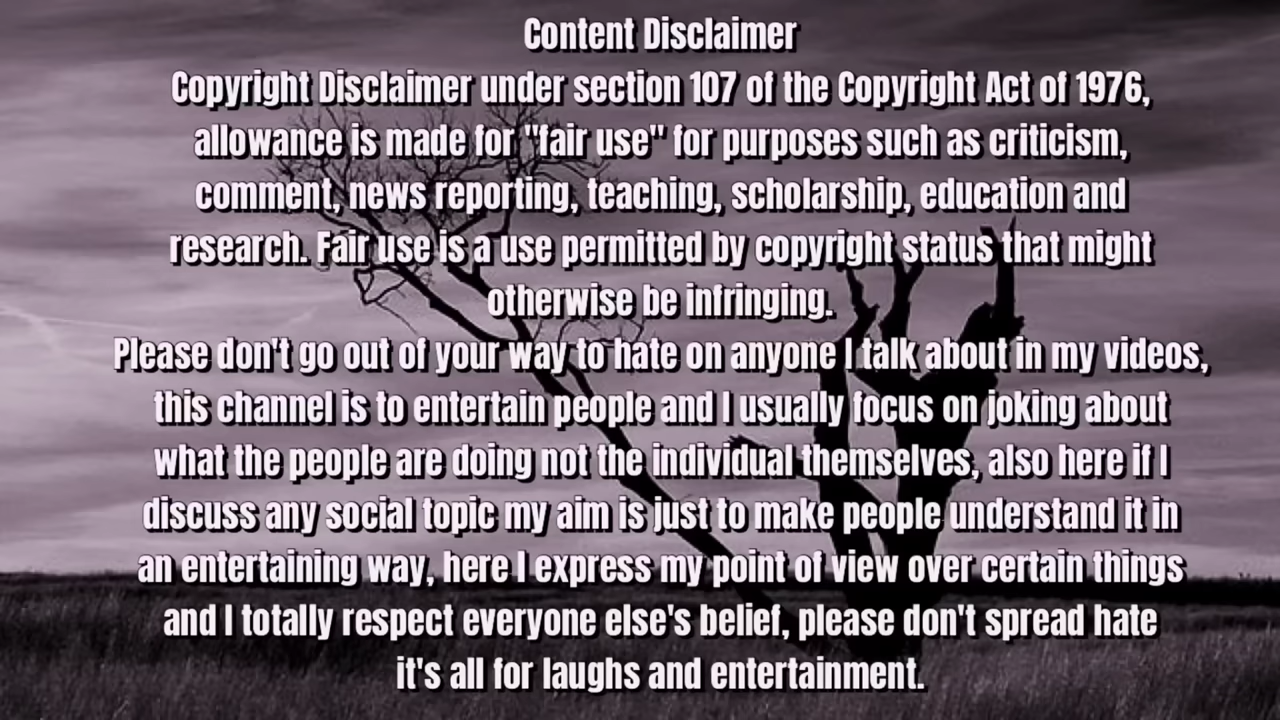 Content Disclaimer
Copyright Disclaimer under section 107 of the Copyright Act of 1976,
allowance is made for "fair use" for purposes such as criticism,
comment, news reporting, teaching, scholarship, education and
research. Fair use is a use permitted by copyright status that might
otherwise be infringing.
Please don't go out of your way to hate on anyone I talk about in my videos,
this channel is to entertain people and I usually focus on joking about
what the people are doing not the individual themselves, also here if I
discuss any social topic my aim is just to make people understand it in
an entertaining way, here I express my point of view over certain things
and I totally respect everyone else's belief, please don't spread hate
it's all for laughs and entertainment.